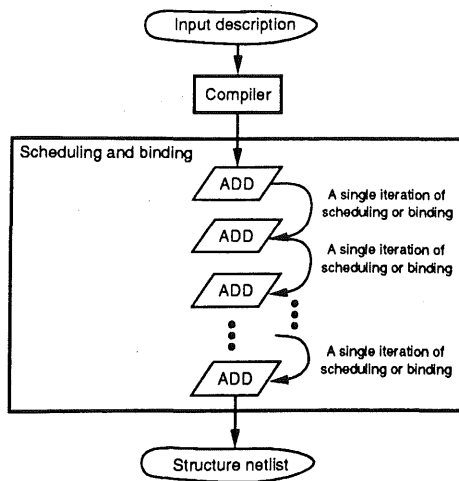 Input description
Compiler
Scheduling and binding
ADD
A single iteration of
scheduling or binding
ADD
A single iteration of
scheduling or binding
ADD
A single iteration of
scheduling or binding
ADD
Structure netlist